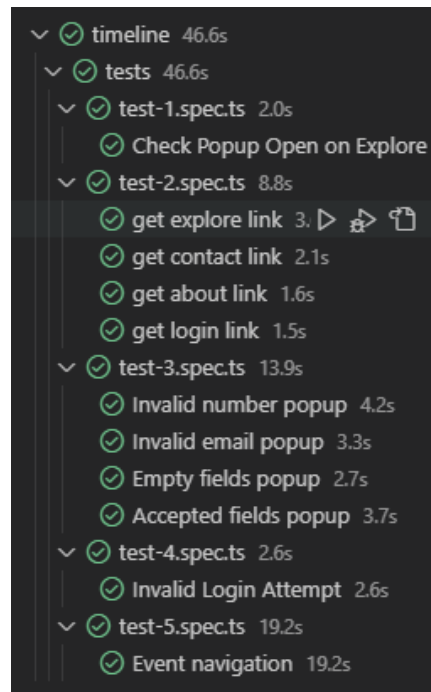 timeline 46.6s
tests 46.6s
test-1.spec.ts 2.0s
Check Popup Open on Explore
test-2.spec.ts 8.8s
get explore link 3.
get contact link 2.1s
get about link 1.6s
get login link 1.5s
test-3.spec.ts 13.9s
Invalid number popup 4.2s
Invalid email popup 3.3s
Empty fields popup 2.7s
Accepted fields popup 3.7s
test-4.spec.ts 2.6s
Invalid Login Attempt 2.6s
test-5.spec.ts 19.2s
Event navigation 19.2s